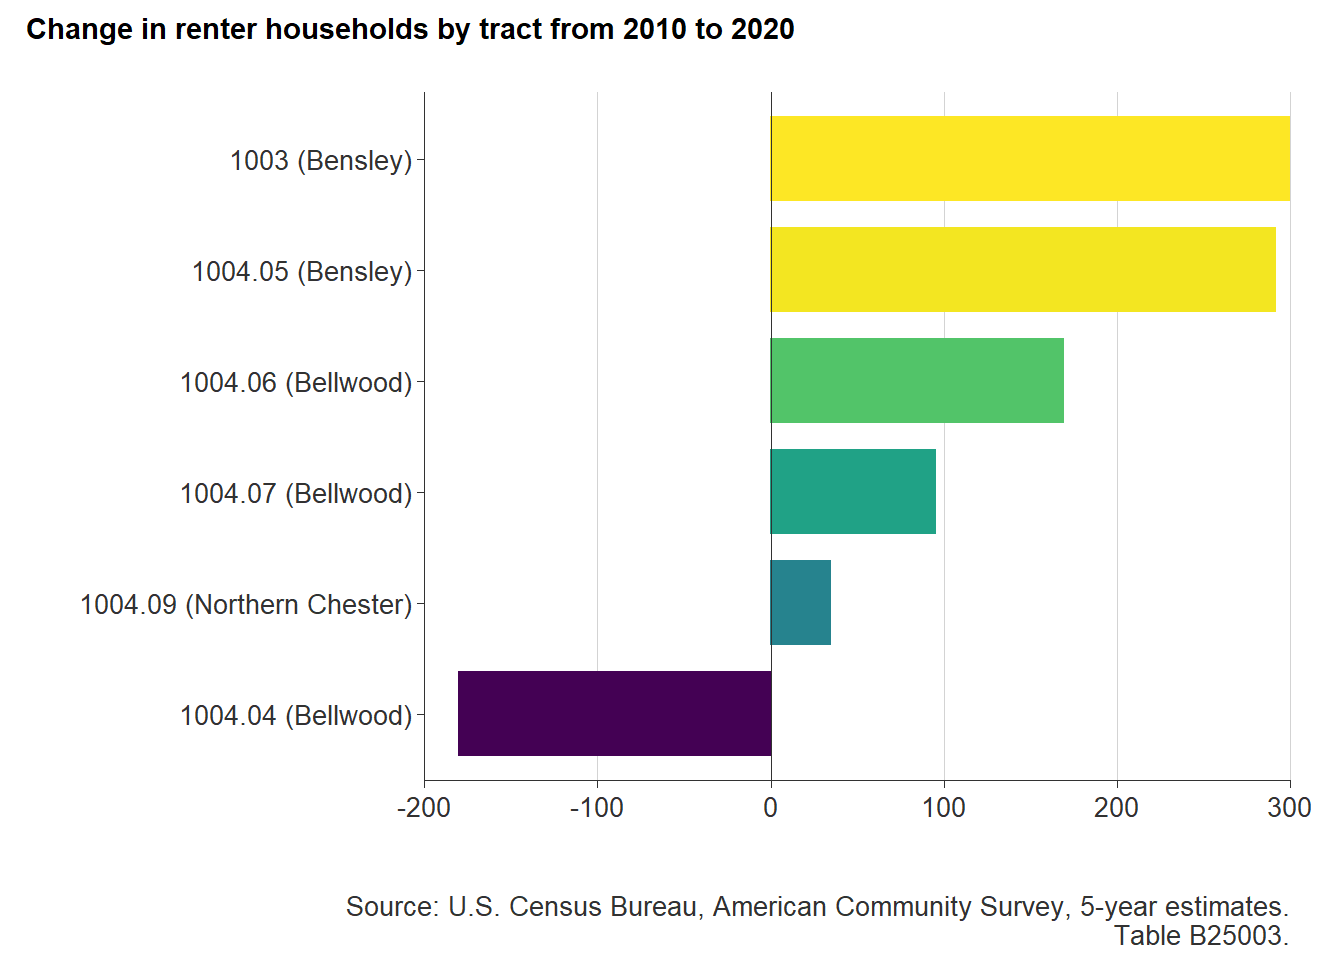 Change in renter households by tract from 2010 to 2020
1003 (Bensley)
1004.05 (Bensley)
1004.06 (Bellwood)
1004.07 (Bellwood)
1004.09 (Northern Chester)
1004.04 (Bellwood)
-200 -100 0 100 200 300
Source: U.S. Census Bureau, American Community Survey, 5-year estimates.
Table B25003.